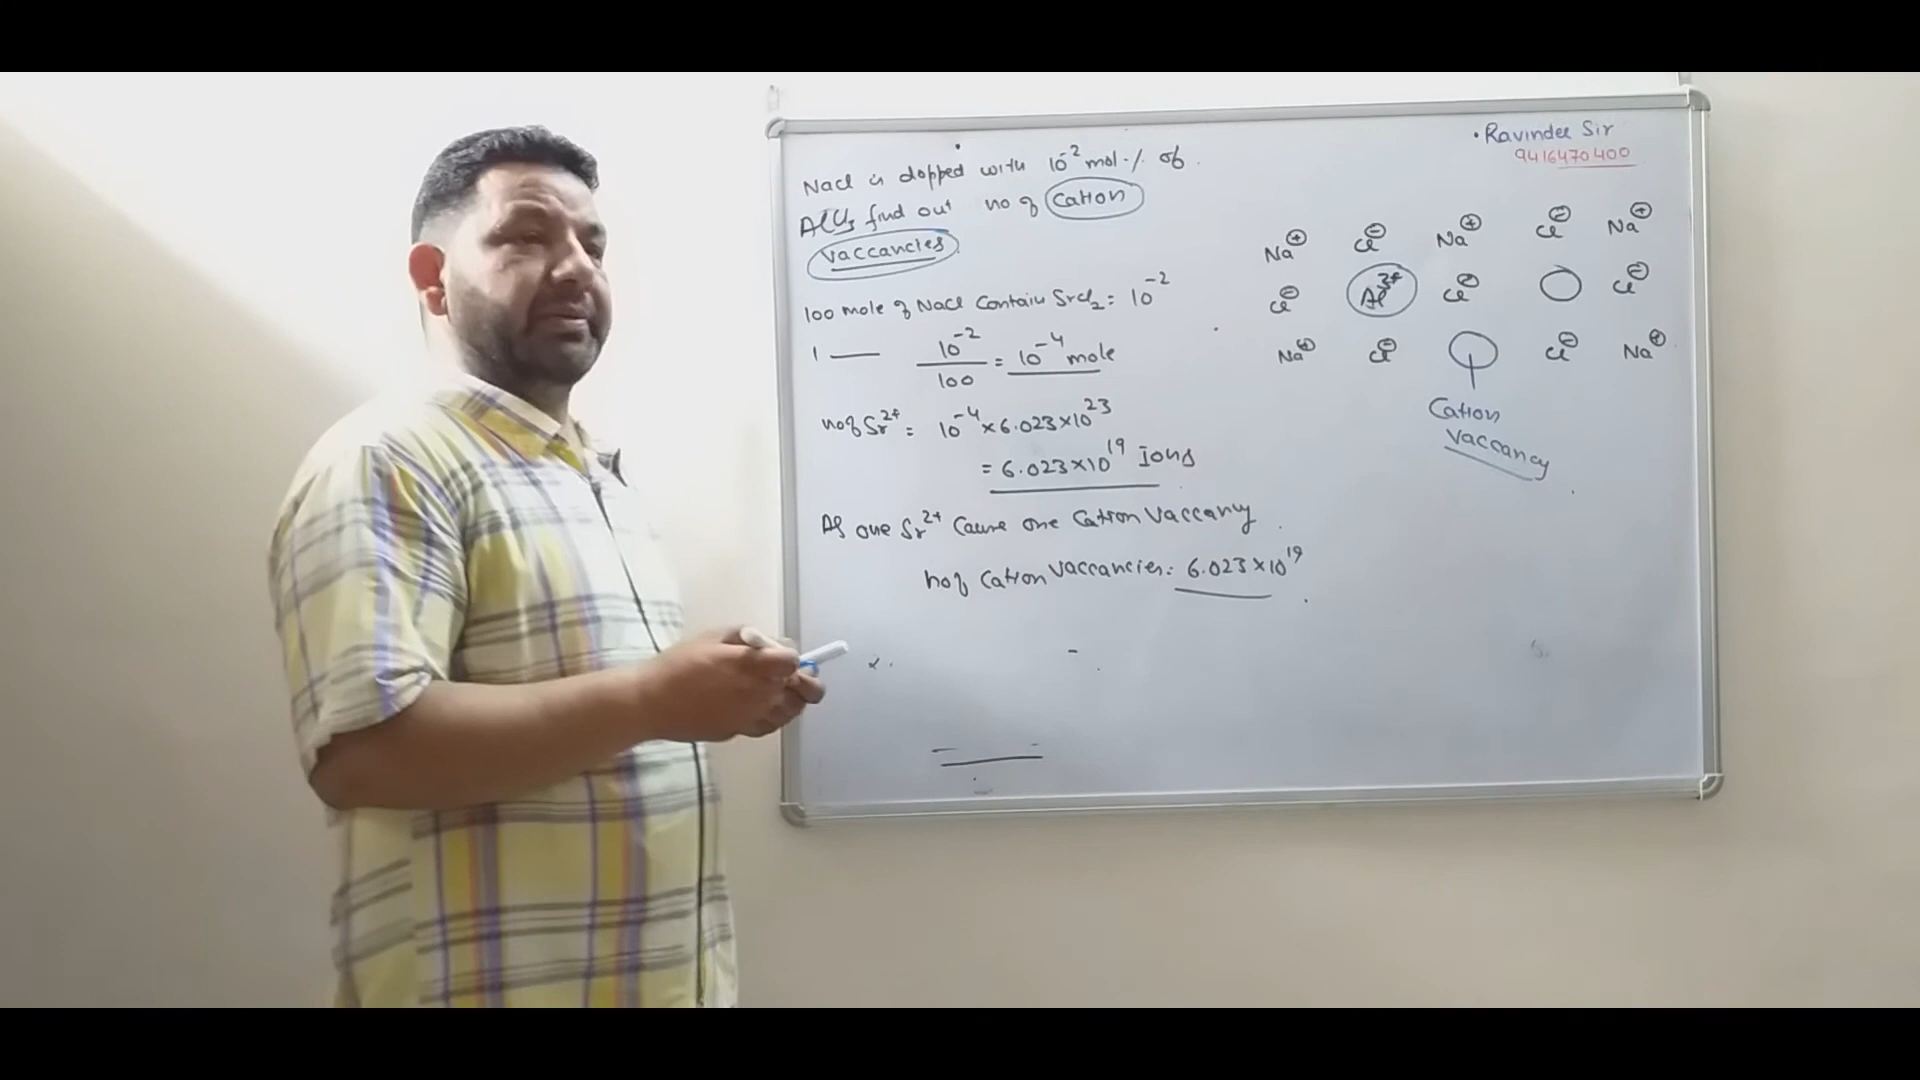 NaCl is dopped with 10⁻² mol·/. of
AlCl₃ find out no of Cation
Vaccancies
100 mole of NaCl Contain SrCl₂ = 10⁻²
1 — 10⁻²/100 = 10⁻⁴ mole
no of Sr²⁺ = 10⁻⁴ × 6.023×10²³
= 6.023×10¹⁹ Ions
As one Sr²⁺ Cause one Cation Vaccany
no of Cation Vaccancies = 6.023×10¹⁹
Ravinder Sir
9416470400
Na⊕ Cl⊖ Na⊕ Cl⊖ Na⊕
Cl⊖ Al³⁺ Cl⊖ Cl⊖
Na⊕ Cl⊖ Cl⊖ Na⊕
Cation
Vaccancy